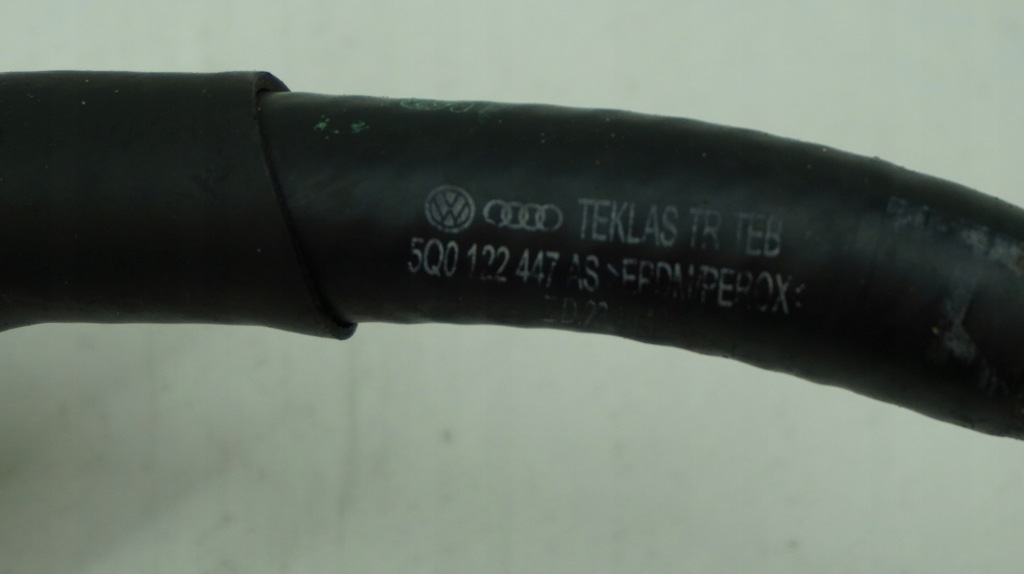 TEKLAS TR TEB
5Q0 122 447 AS >EPDM/PEROX<